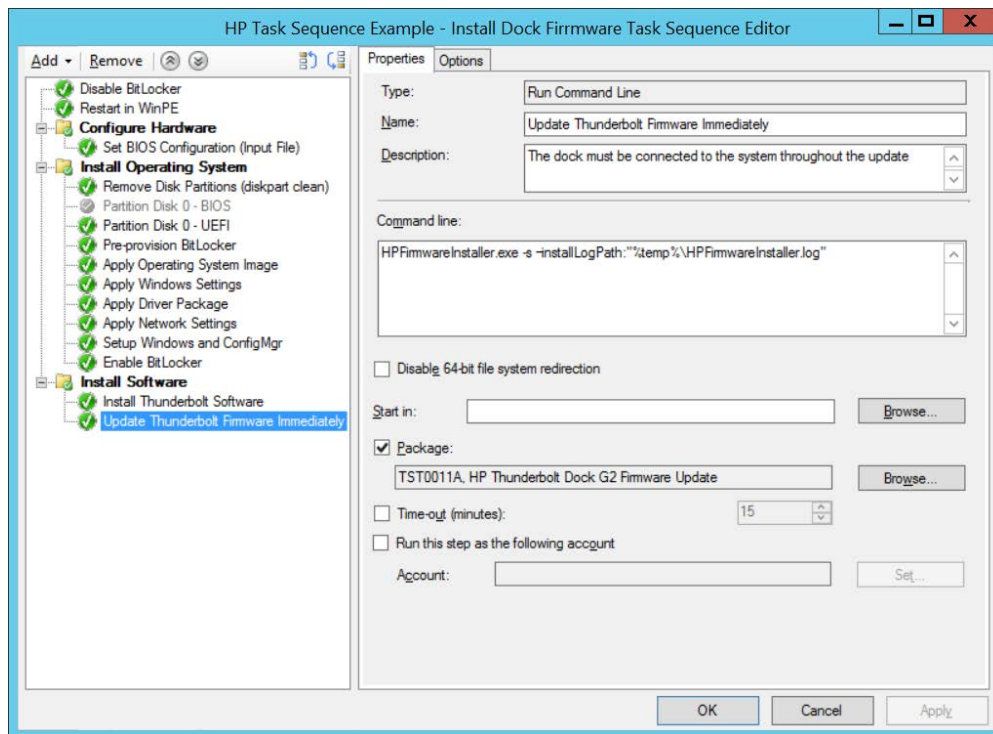 HP Task Sequence Example - Install Dock Firrmware Task Sequence Editor
X
Add
Remove
Disable BitLocker
Restart in WinPE
Configure Hardware
Set BIOS Configuration (Input File)
Install Operating System
Remove Disk Partitions (diskpart clean)
Partition Disk 0 - BIOS
Partition Disk 0 - UEFI
Pre-provision BitLocker
Apply Operating System Image
Apply Windows Settings
Apply Driver Package
Apply Network Settings
Setup Windows and ConfigMgr
Enable BitLocker
Install Software
Install Thunderbolt Software
Update Thunderbolt Firmware Immediately
Properties Options
Type: Run Command Line
Name: Update Thunderbolt Firmware Immediately
Description: The dock must be connected to the system throughout the update
Command line:
HPFirmwareInstaller.exe -s –installLogPath:"%temp%\HPFirmwareInstaller.log"
Disable 64-bit file system redirection
Start in: Browse...
Package:
TST0011A, HP Thunderbolt Dock G2 Firmware Update Browse...
Time-out (minutes): 15
Run this step as the following account
Account: Set...
OK Cancel Apply